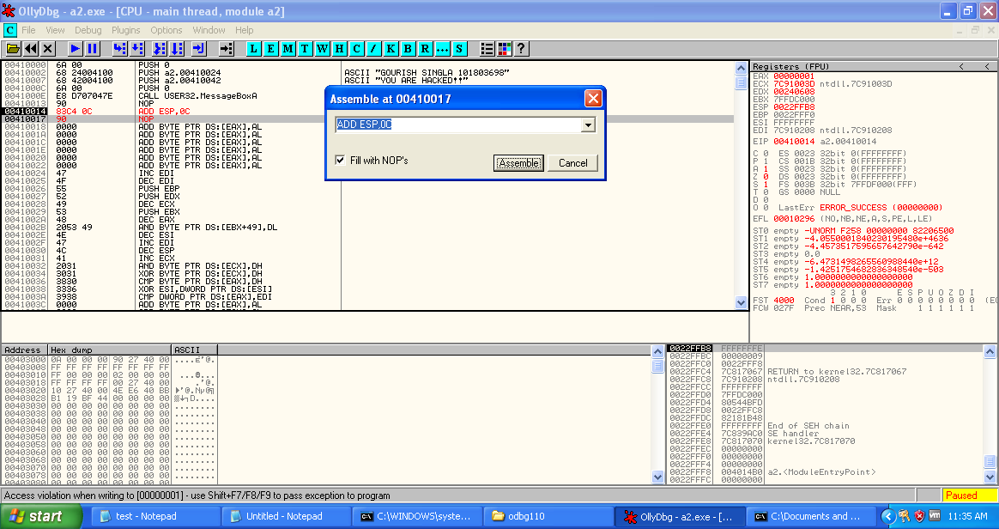 OllyDbg - a2.exe - [CPU - main thread, module a2]
C File View Debug Plugins Options Window Help
L E M T W H C / K B R ... S ?
00410000 6A 00 PUSH 0
00410002 68 24004100 PUSH a2.00410024 ASCII "GOURISH SINGLA 101803698"
00410007 68 42004100 PUSH a2.00410042 ASCII "YOU ARE HACKED!!"
0041000C 6A 00 PUSH 0
0041000E E8 D707047E CALL USER32.MessageBoxA
00410013 90 NOP
00410014 83C4 0C ADD ESP,0C
00410017 90 NOP
00410018 0000 ADD BYTE PTR DS:[EAX],AL
0041001A 0000 ADD BYTE PTR DS:[EAX],AL
0041001C 0000 ADD BYTE PTR DS:[EAX],AL
0041001E 0000 ADD BYTE PTR DS:[EAX],AL
00410020 0000 ADD BYTE PTR DS:[EAX],AL
00410022 0000 ADD BYTE PTR DS:[EAX],AL
00410024 47 INC EDI
00410025 4F DEC EDI
00410026 55 PUSH EBP
00410027 52 PUSH EDX
00410028 49 DEC ECX
00410029 53 PUSH EBX
0041002A 48 DEC EAX
0041002B 2053 49 AND BYTE PTR DS:[EBX+49],DL
0041002E 4E DEC ESI
0041002F 47 INC EDI
00410030 4C DEC ESP
00410031 41 INC ECX
00410032 2031 AND BYTE PTR DS:[ECX],DH
00410034 3031 XOR BYTE PTR DS:[ECX],DH
00410036 3830 CMP BYTE PTR DS:[EAX],DH
00410038 3336 XOR ESI,DWORD PTR DS:[ESI]
0041003A 3938 CMP DWORD PTR DS:[EAX],EDI
0041003C 0000 ADD BYTE PTR DS:[EAX],AL
Assemble at 00410017
ADD ESP,0C
Fill with NOP's
Assemble Cancel
Registers (FPU) < <
EAX 00000001
ECX 7C91003D ntdll.7C91003D
EDX 00240608
EBX 7FFDC000
ESP 0022FFB8
EBP 0022FFF0
ESI FFFFFFFF
EDI 7C910208 ntdll.7C910208
EIP 00410014 a2.00410014
C 0 ES 0023 32bit 0(FFFFFFFF)
P 1 CS 001B 32bit 0(FFFFFFFF)
A 1 SS 0023 32bit 0(FFFFFFFF)
Z 0 DS 0023 32bit 0(FFFFFFFF)
S 1 FS 003B 32bit 7FFDF000(FFF)
T 0 GS 0000 NULL
D 0
O 0 LastErr ERROR_SUCCESS (00000000)
EFL 00010296 (NO,NB,NE,A,S,PE,L,LE)
ST0 empty -UNORM F258 00000000 82206500
ST1 empty -4.0550001840230195480e+4636
ST2 empty -4.4573517595657642790e-642
ST3 empty 0.0
ST4 empty -6.4731498265560988440e+12
ST5 empty -1.4251754682836348540e-503
ST6 empty 1.0000000000000000000
ST7 empty 1.0000000000000000000
3 2 1 0 E S P U O Z D I
FST 4000 Cond 1 0 0 0 Err 0 0 0 0 0 0 0 0
FCW 027F Prec NEAR,53 Mask 1 1 1 1 1 1
Address Hex dump ASCII
00403000 0A 00 00 00 90 27 40 00
00403008 FF FF FF FF FF FF FF FF
00403010 FF 00 00 00 02 00 00 00
00403018 FF FF FF FF 00 27 40 00
00403020 10 27 40 00 4E E6 40 BB
00403028 B1 19 BF 44 00 00 00 00
00403030 00 00 00 00 00 00 00 00
00403038 00 00 00 00 00 00 00 00
00403040 00 00 00 00 00 00 00 00
00403048 00 00 00 00 00 00 00 00
00403050 00 00 00 00 00 00 00 00
00403058 00 00 00 00 00 00 00 00
00403060 00 00 00 00 00 00 00 00
00403068 00 00 00 00 00 00 00 00
00403070 00 00 00 00 00 00 00 00
00403078 00 00 00 00 00 00 00 00
0022FFB8 FFFFFFFE
0022FFBC 00000009
0022FFC0 0022FFF8
0022FFC4 7C817067 RETURN to kernel32.7C817067
0022FFC8 7C910208 ntdll.7C910208
0022FFCC FFFFFFFF
0022FFD0 7FFDC000
0022FFD4 80544BFD
0022FFD8 0022FFC8
0022FFDC 82181B48
0022FFE0 FFFFFFFF End of SEH chain
0022FFE4 7C839AC0 SE handler
0022FFE8 7C817070 kernel32.7C817070
0022FFEC 00000000
0022FFF0 00000000
0022FFF4 00000000
0022FFF8 004014B0 a2.<ModuleEntryPoint>
0022FFFC 00000000
Access violation when writing to [00000001] - use Shift+F7/F8/F9 to pass exception to program Paused
start test - Notepad Untitled - Notepad C:\WINDOWS\syste... odbg110 OllyDbg - a2.exe - [... C:\Documents and ... 11:35 AM